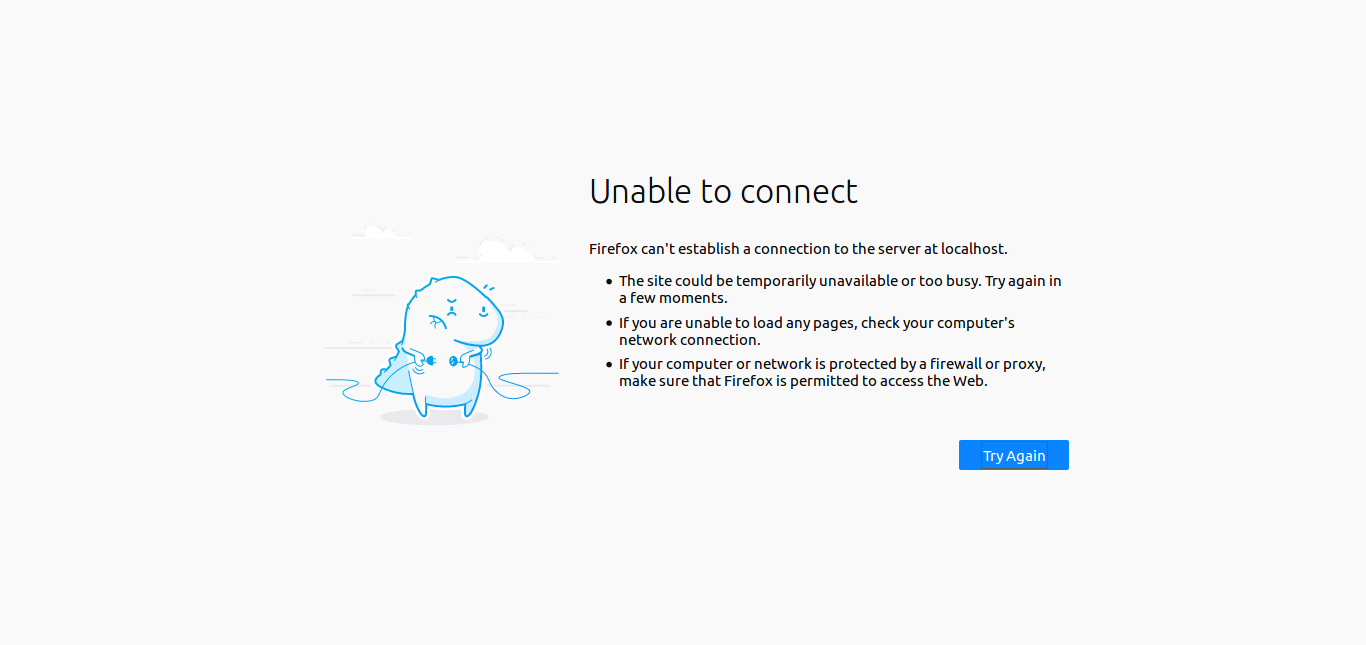 Unable to connect
Firefox can't establish a connection to the server at localhost.
• The site could be temporarily unavailable or too busy. Try again in
a few moments.
• If you are unable to load any pages, check your computer's
network connection.
• If your computer or network is protected by a firewall or proxy,
make sure that Firefox is permitted to access the Web.
Try Again